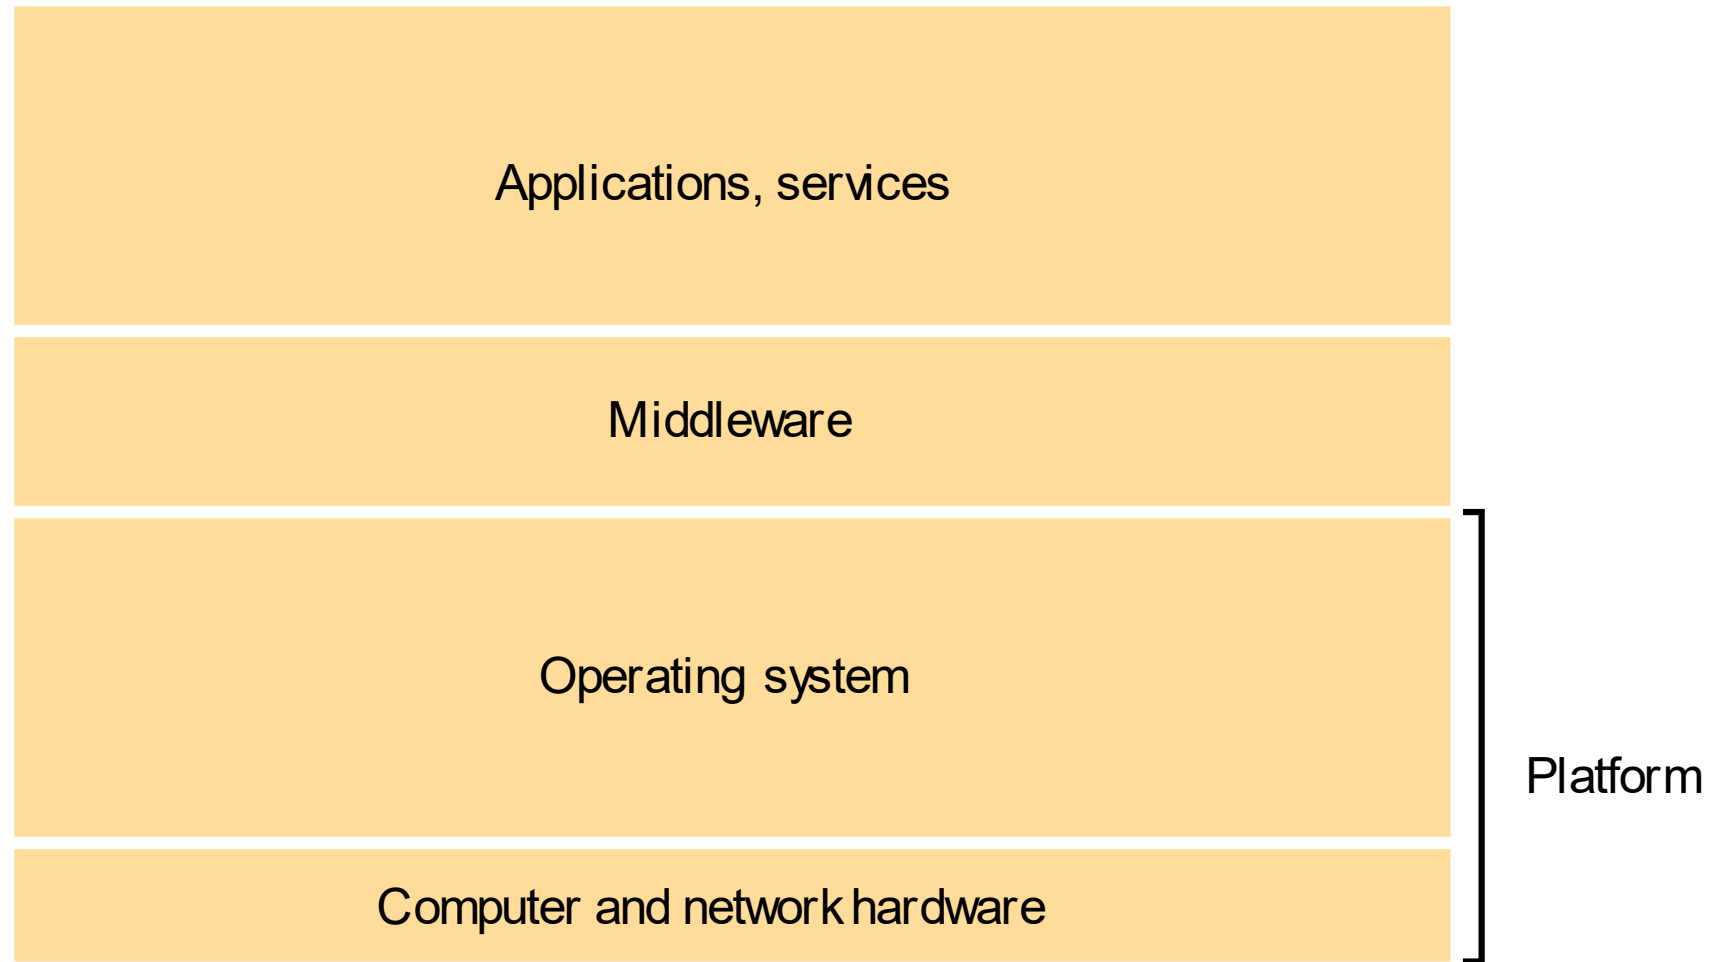 Applications, services
Middleware
Operating system
Platform
Computer and network hardware